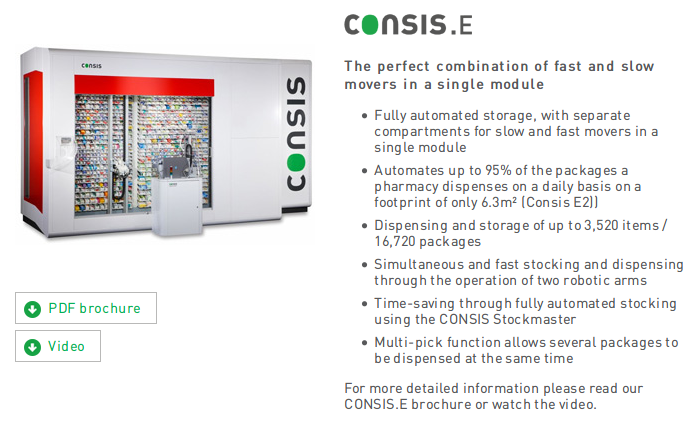 CONSIS.E
The perfect combination of fast and slow
movers in a single module
Fully automated storage, with separate
compartments for slow and fast movers in a
single module
Automates up to 95% of the packages a
pharmacy dispenses on a daily basis on a
footprint of only 6.3m² (Consis E2))
Dispensing and storage of up to 3,520 items /
16,720 packages
Simultaneous and fast stocking and dispensing
through the operation of two robotic arms
Time-saving through fully automated stocking
using the CONSIS Stockmaster
Multi-pick function allows several packages to
be dispensed at the same time
For more detailed information please read our
CONSIS.E brochure or watch the video.
CONSIS
CONSIS
PDF brochure
Video